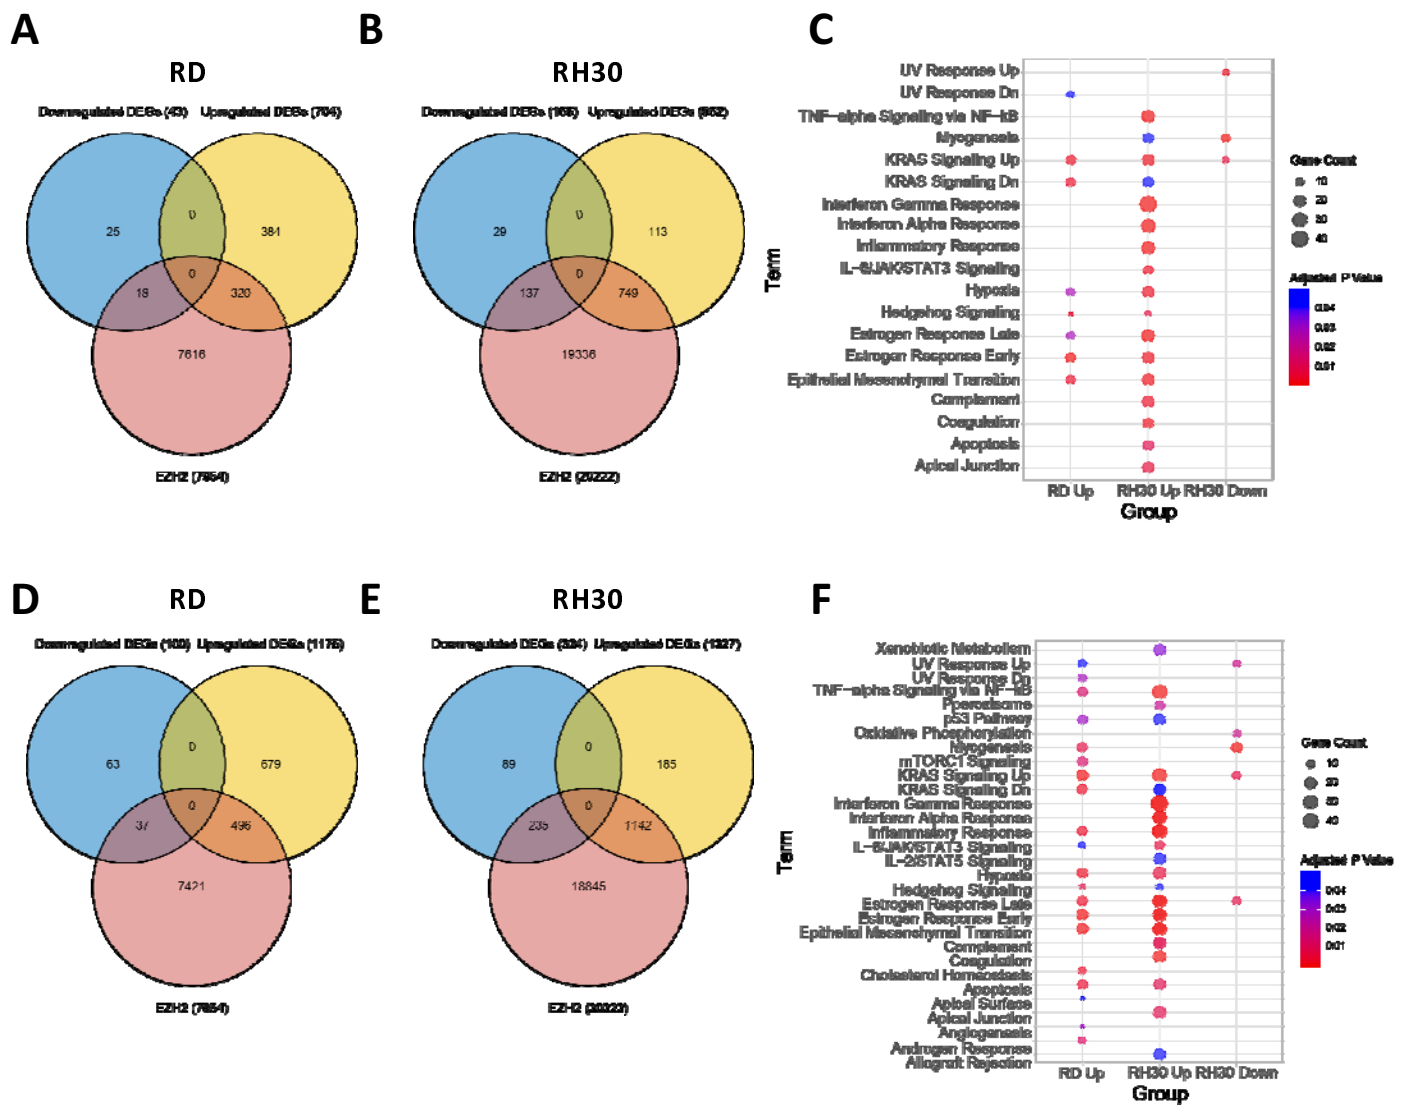 A
B
C
RD
RH30
Downregulated DEGs (43)
Upregulated DEGs (704)
Downregulated DEGs (166)
Upregulated DEGs (862)
25
0
384
0
18
320
7616
EZH2 (7954)
29
0
113
0
137
749
19336
EZH2 (20222)
UV Response Up
UV Response Dn
TNF-alpha Signaling via NF-kB
Myogenesis
KRAS Signaling Up
KRAS Signaling Dn
Interferon Gamma Response
Interferon Alpha Response
Inflammatory Response
IL-6/JAK/STAT3 Signaling
Hypoxia
Hedgehog Signaling
Estrogen Response Late
Estrogen Response Early
Epithelial Mesenchymal Transition
Complement
Coagulation
Apoptosis
Apical Junction
Term
RD Up
RH30 Up
RH30 Down
Group
Gene Count
10
20
30
40
Adjusted P Value
0.04
0.03
0.02
0.01
D
E
F
RD
RH30
Downregulated DEGs (100)
Upregulated DEGs (1175)
Downregulated DEGs (324)
Upregulated DEGs (1327)
63
0
679
0
37
496
7421
EZH2 (7954)
89
0
185
0
235
1142
18845
EZH2 (20222)
Xenobiotic Metabolism
UV Response Up
UV Response Dn
TNF-alpha Signaling via NF-kB
Pperoxisome
p53 Pathway
Oxidative Phosphorylation
Myogenesis
mTORC1 Signaling
KRAS Signaling Up
KRAS Signaling Dn
Interferon Gamma Response
Interferon Alpha Response
Inflammatory Response
IL-6/JAK/STAT3 Signaling
IL-2/STAT5 Signaling
Hypoxia
Hedgehog Signaling
Estrogen Response Late
Estrogen Response Early
Epithelial Mesenchymal Transition
Complement
Coagulation
Cholesterol Homeostasis
Apoptosis
Apical Surface
Apical Junction
Angiogenesis
Androgen Response
Allograft Rejection
Term
RD Up
RH30 Up
RH30 Down
Group
Gene Count
10
20
30
40
Adjusted P Value
0.04
0.03
0.02
0.01